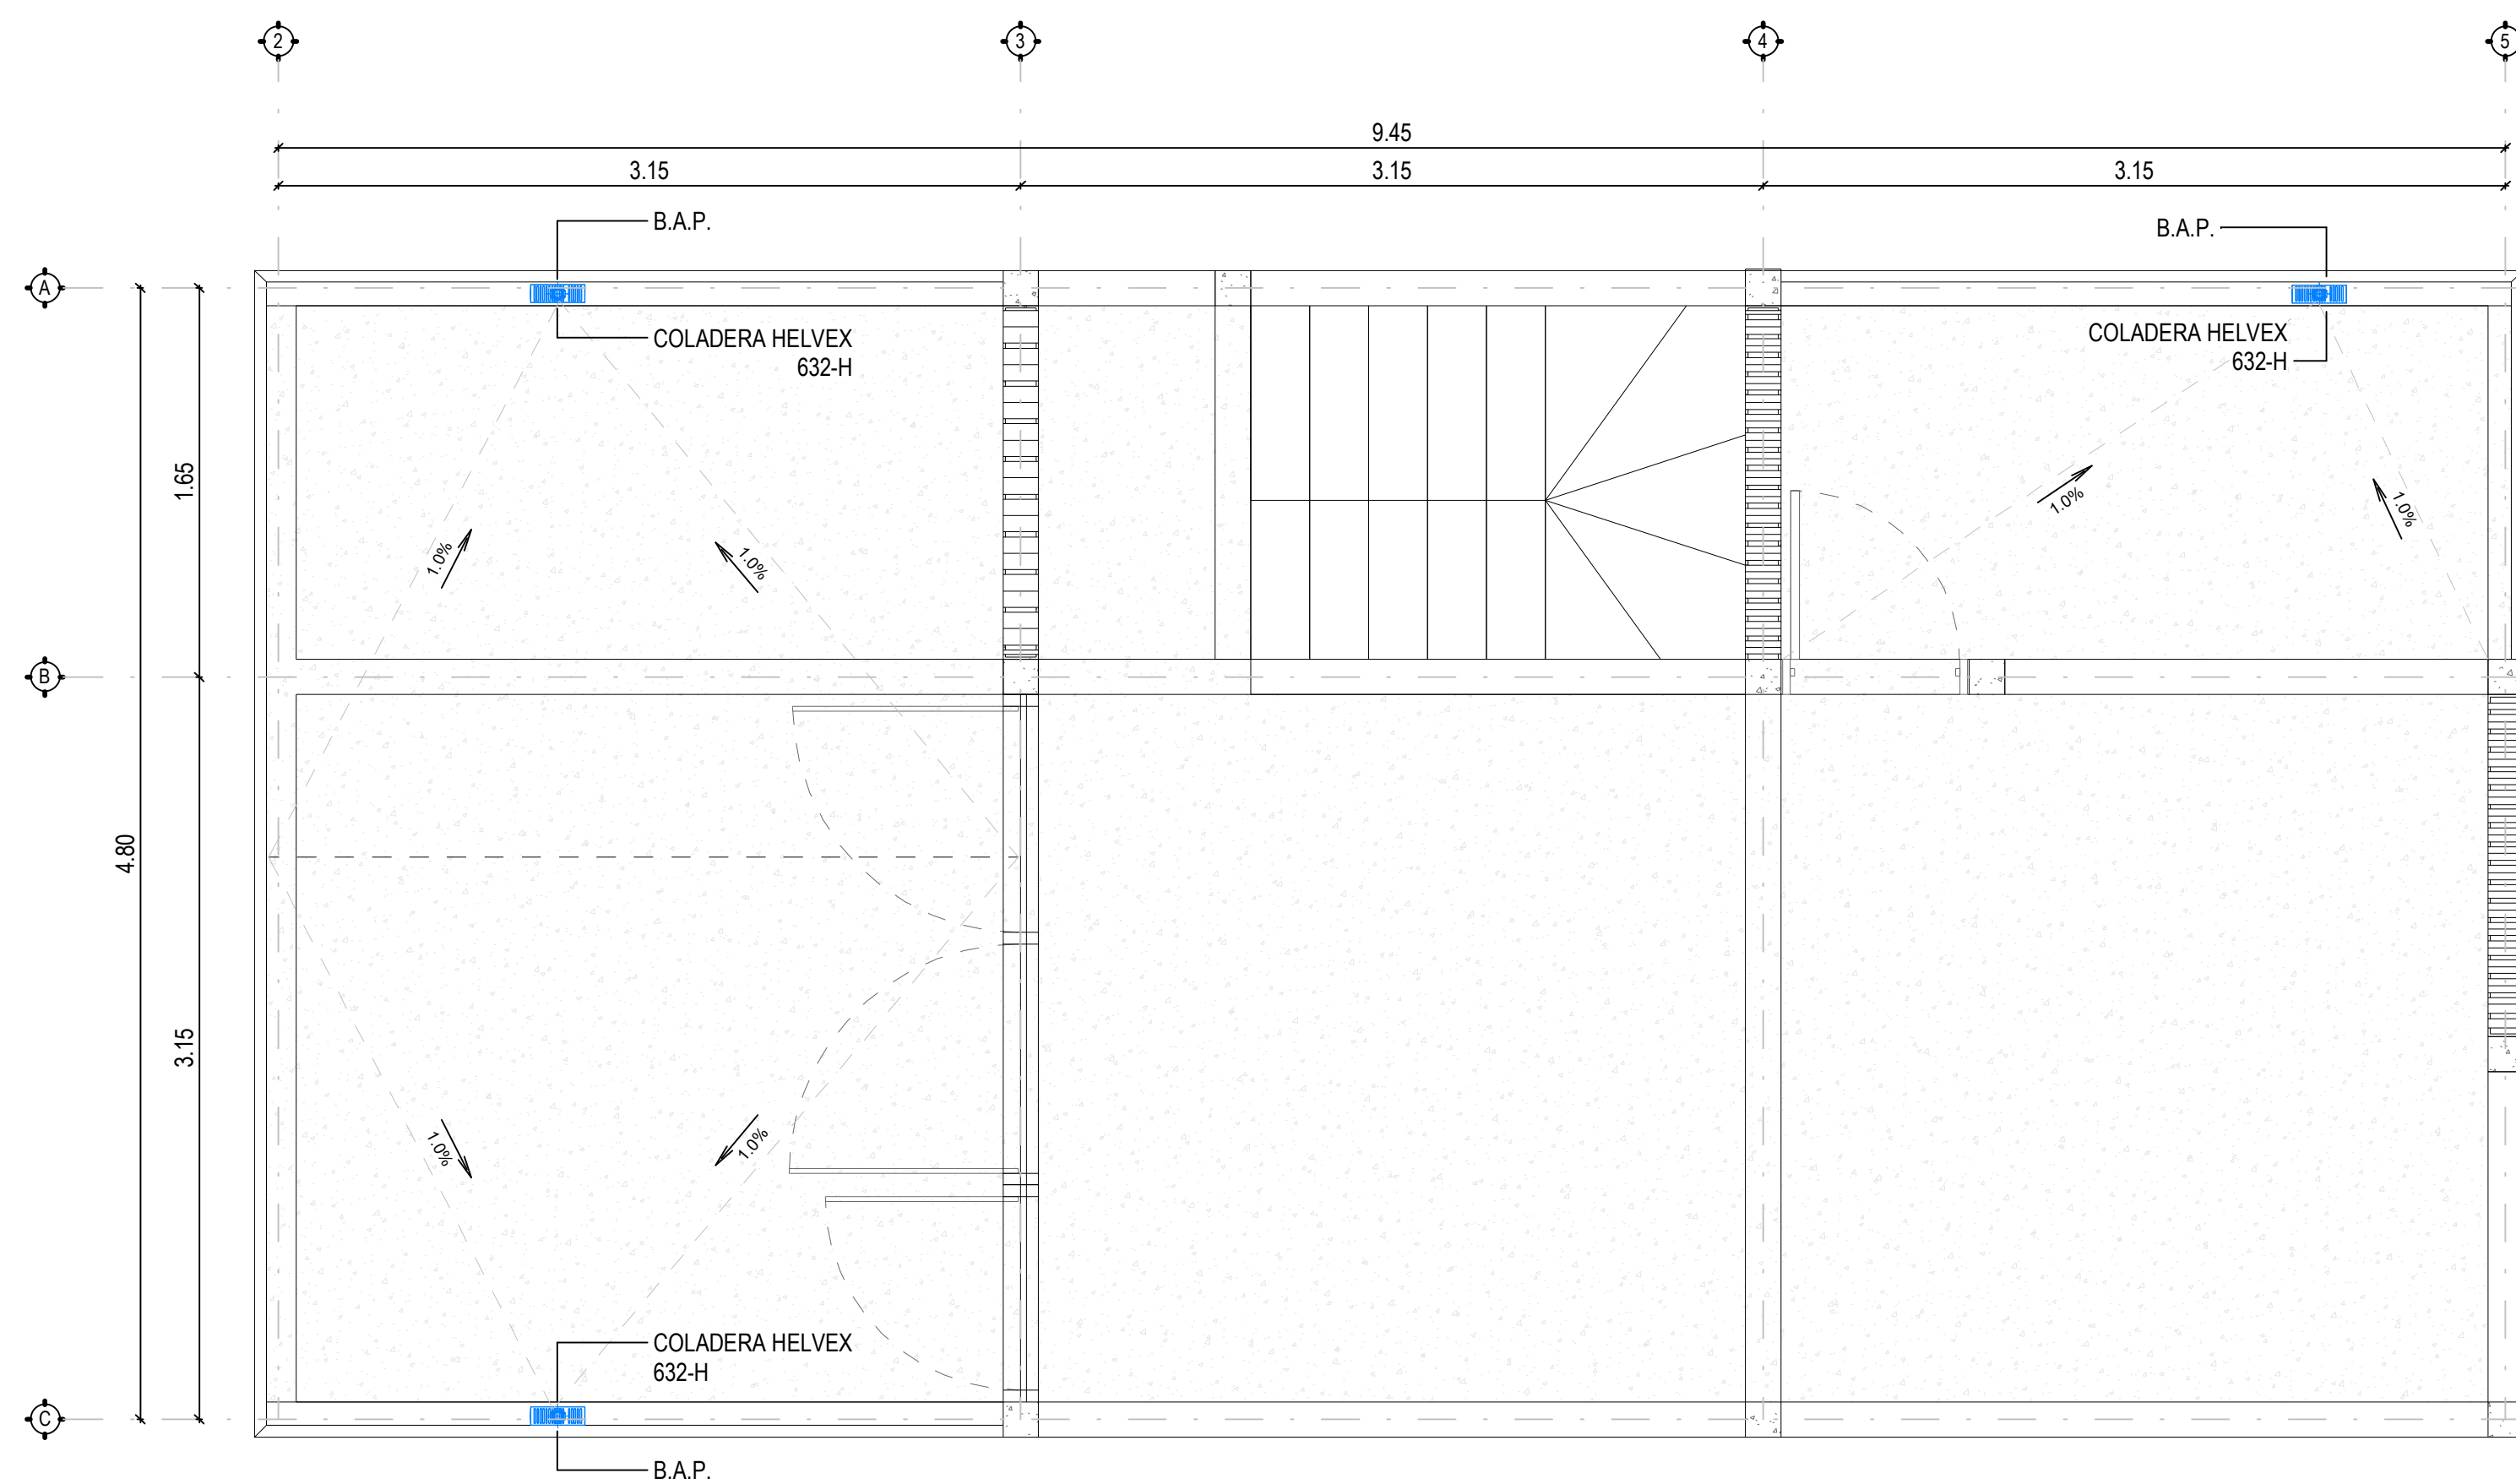 2
3
4
5
9.45
3.15
3.15
3.15
B.A.P.
B.A.P.
A
COLADERA HELVEX
632-H
COLADERA HELVEX
632-H
1.65
1.0%
1.0%
1.0%
1.0%
B
4.80
3.15
1.0%
1.0%
COLADERA HELVEX
632-H
C
B.A.P.